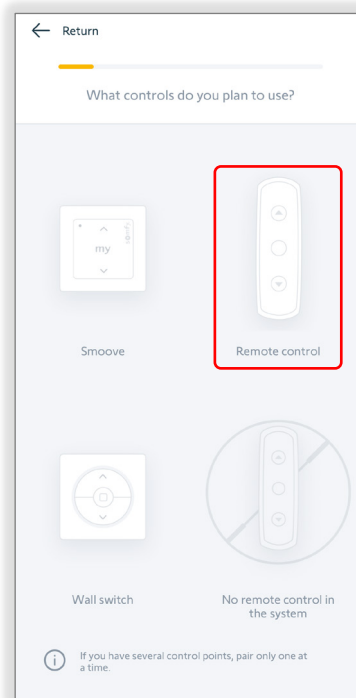 Return
What controls do you plan to use?
my
Smoove
Remote control
Wall switch
No remote control in
the system
If you have several control points, pair only one at
a time.